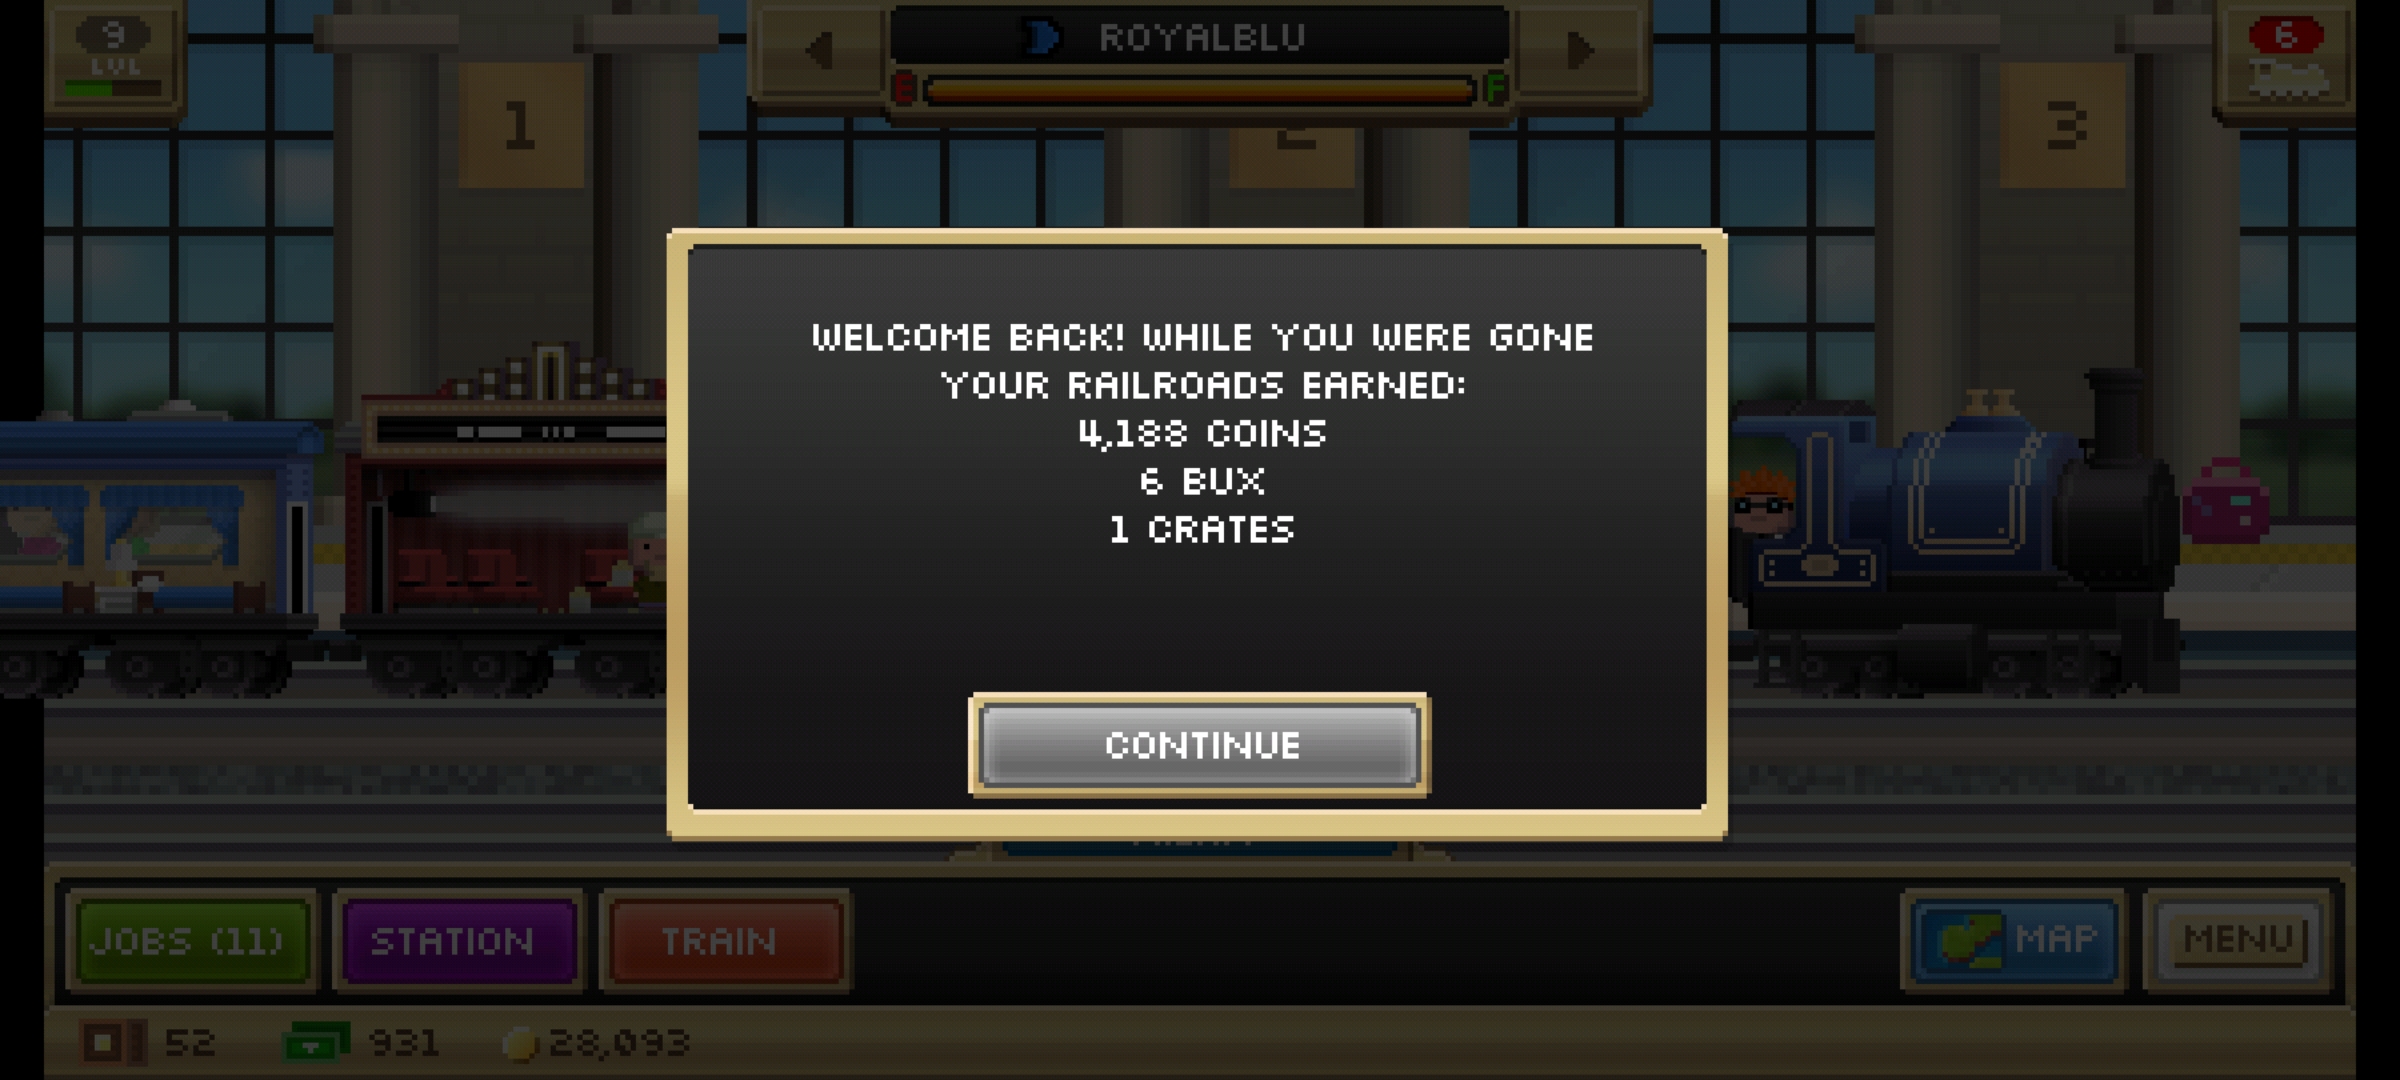 9
LVL
ROYALBLU
E F
6
1
2
3
WELCOME BACK! WHILE YOU WERE GONE
YOUR RAILROADS EARNED:
4,188 COINS
6 BUX
1 CRATES
CONTINUE
JOBS (11)
STATION
TRAIN
MAP
MENU
52
931
28,093